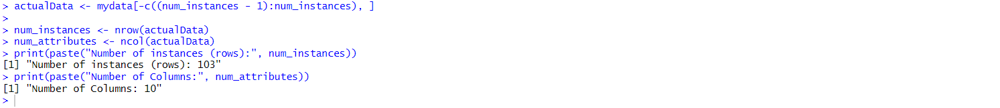 > actualData <- mydata[-c((num_instances - 1):num_instances), ]
>
> num_instances <- nrow(actualData)
> num_attributes <- ncol(actualData)
> print(paste("Number of instances (rows):", num_instances))
[1] "Number of instances (rows): 103"
> print(paste("Number of Columns:", num_attributes))
[1] "Number of Columns: 10"
>